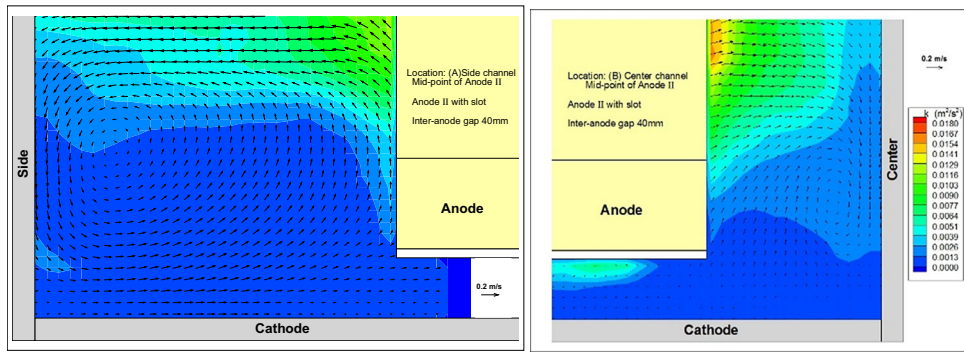 Location: (A)Side channel
Mid-point of Anode II
Anode II with slot
Inter-anode gap 40mm
Side
Anode
0.2 m/s
Cathode
Location: (B) Center channel
Mid-point of Anode II
Anode II with slot
Inter-anode gap 40mm
Anode
Center
Cathode
0.2 m/s
k (m²/s²)
0.0180
0.0167
0.0154
0.0141
0.0129
0.0116
0.0103
0.0090
0.0077
0.0064
0.0051
0.0039
0.0026
0.0013
0.0000